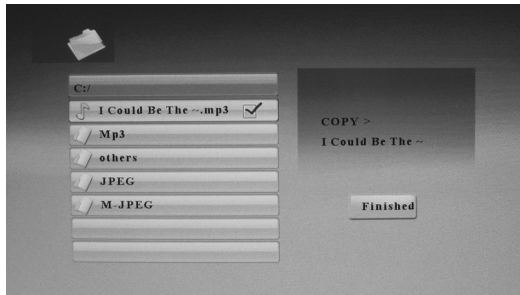 C:/
I Could Be The ~.mp3
Mp3
others
JPEG
M-JPEG
COPY >
I Could Be The ~
Finished